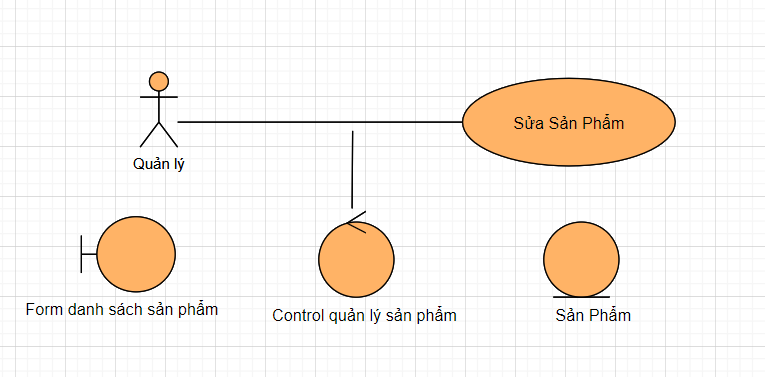 Sửa Sản Phẩm
Quản lý
Form danh sách sản phẩm
Control quản lý sản phẩm
Sản Phẩm